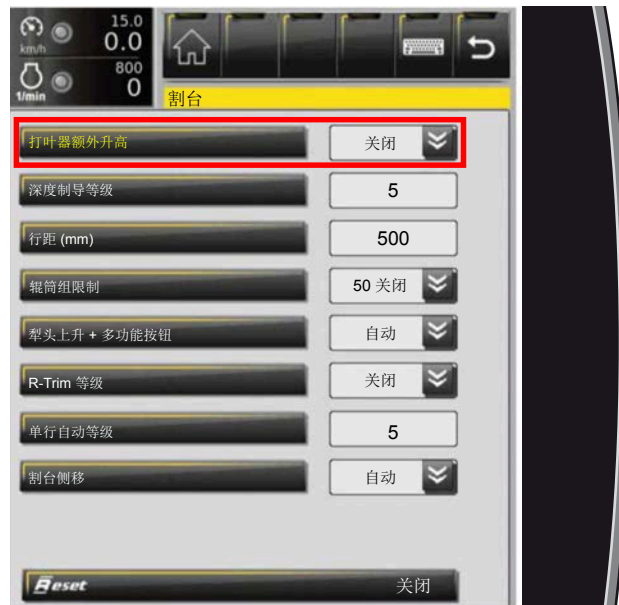 km/h
15.0
0.0
1/min
800
0
割台
打叶器额外升高 关闭
深度制导等级 5
行距 (mm) 500
辊筒组限制 50 关闭
犁头上升 + 多功能按钮 自动
R-Trim 等级 关闭
单行自动等级 5
割台侧移 自动
Reset 关闭